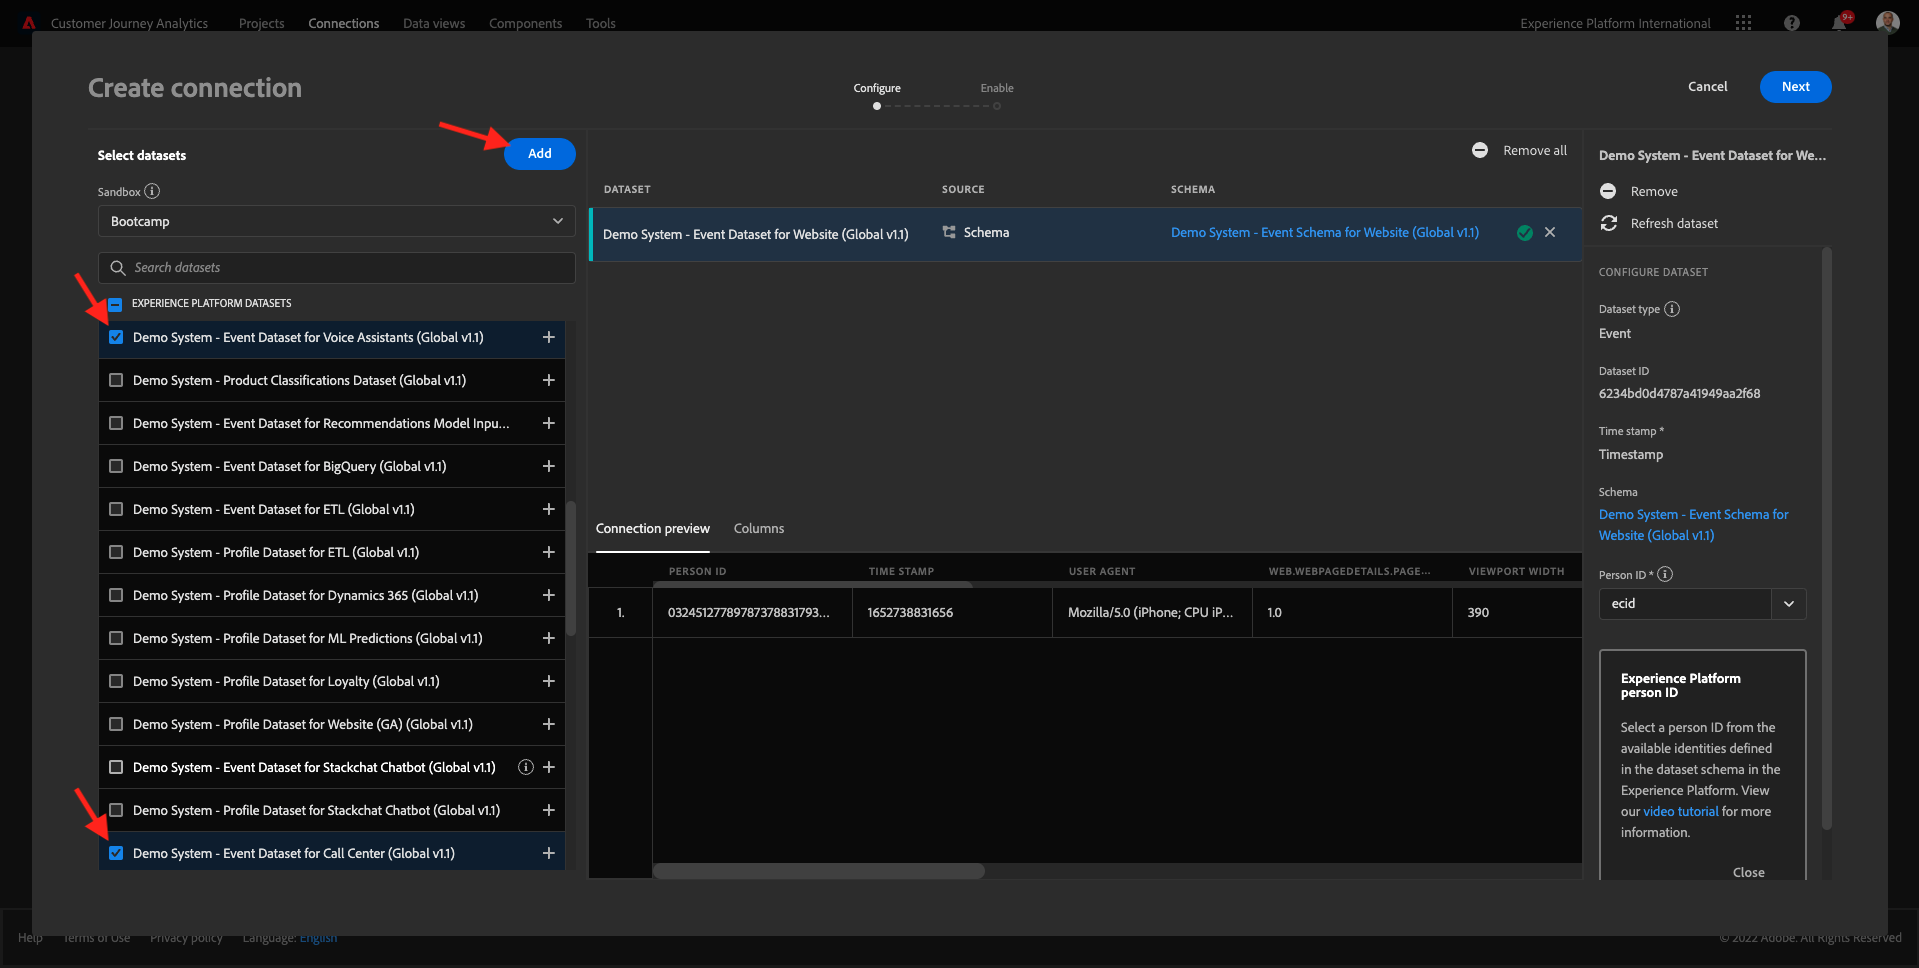 Customer Journey Analytics Projects Connections Data views Components Tools Experience Platform International 9+
Create connection
Configure Enable
Cancel Next
Select datasets
Add
Sandbox
Bootcamp
Search datasets
EXPERIENCE PLATFORM DATASETS
Demo System - Event Dataset for Voice Assistants (Global v1.1)
Demo System - Product Classifications Dataset (Global v1.1)
Demo System - Event Dataset for Recommendations Model Inpu...
Demo System - Event Dataset for BigQuery (Global v1.1)
Demo System - Event Dataset for ETL (Global v1.1)
Demo System - Profile Dataset for ETL (Global v1.1)
Demo System - Profile Dataset for Dynamics 365 (Global v1.1)
Demo System - Profile Dataset for ML Predictions (Global v1.1)
Demo System - Profile Dataset for Loyalty (Global v1.1)
Demo System - Profile Dataset for Website (GA) (Global v1.1)
Demo System - Event Dataset for Stackchat Chatbot (Global v1.1)
Demo System - Profile Dataset for Stackchat Chatbot (Global v1.1)
Demo System - Event Dataset for Call Center (Global v1.1)
Remove all
DATASET SOURCE SCHEMA
Demo System - Event Dataset for Website (Global v1.1) Schema Demo System - Event Schema for Website (Global v1.1)
Connection preview Columns
PERSON ID TIME STAMP USER AGENT WEB.WEBPAGEDETAILS.PAGE... VIEWPORT WIDTH
1. 03245127789787378831793... 1652738831656 Mozilla/5.0 (iPhone; CPU iP... 1.0 390
Demo System - Event Dataset for We...
Remove
Refresh dataset
CONFIGURE DATASET
Dataset type
Event
Dataset ID
6234bd0d4787a41949aa2f68
Time stamp *
Timestamp
Schema
Demo System - Event Schema for
Website (Global v1.1)
Person ID *
ecid
Experience Platform
person ID
Select a person ID from the
available identities defined
in the dataset schema in the
Experience Platform. View
our video tutorial for more
information.
Close
Help Terms of Use Privacy policy Language: English © 2022 Adobe. All Rights Reserved